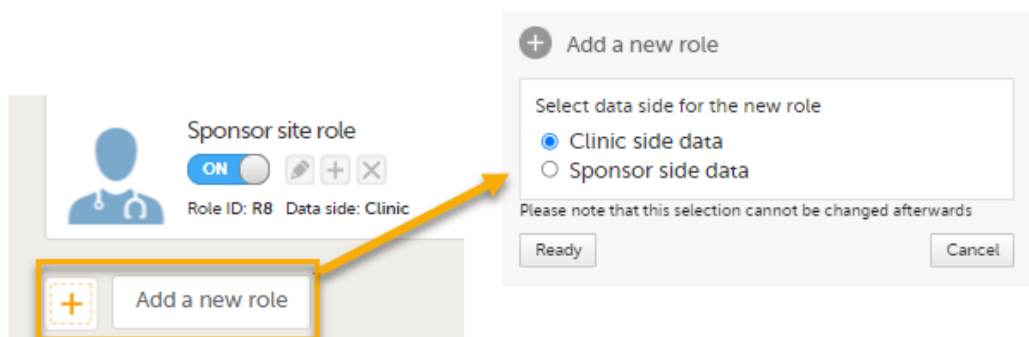 Sponsor site role
ON
Role ID: R8 Data side: Clinic
Add a new role
Add a new role
Select data side for the new role
Clinic side data
Sponsor side data
Please note that this selection cannot be changed afterwards
Ready Cancel